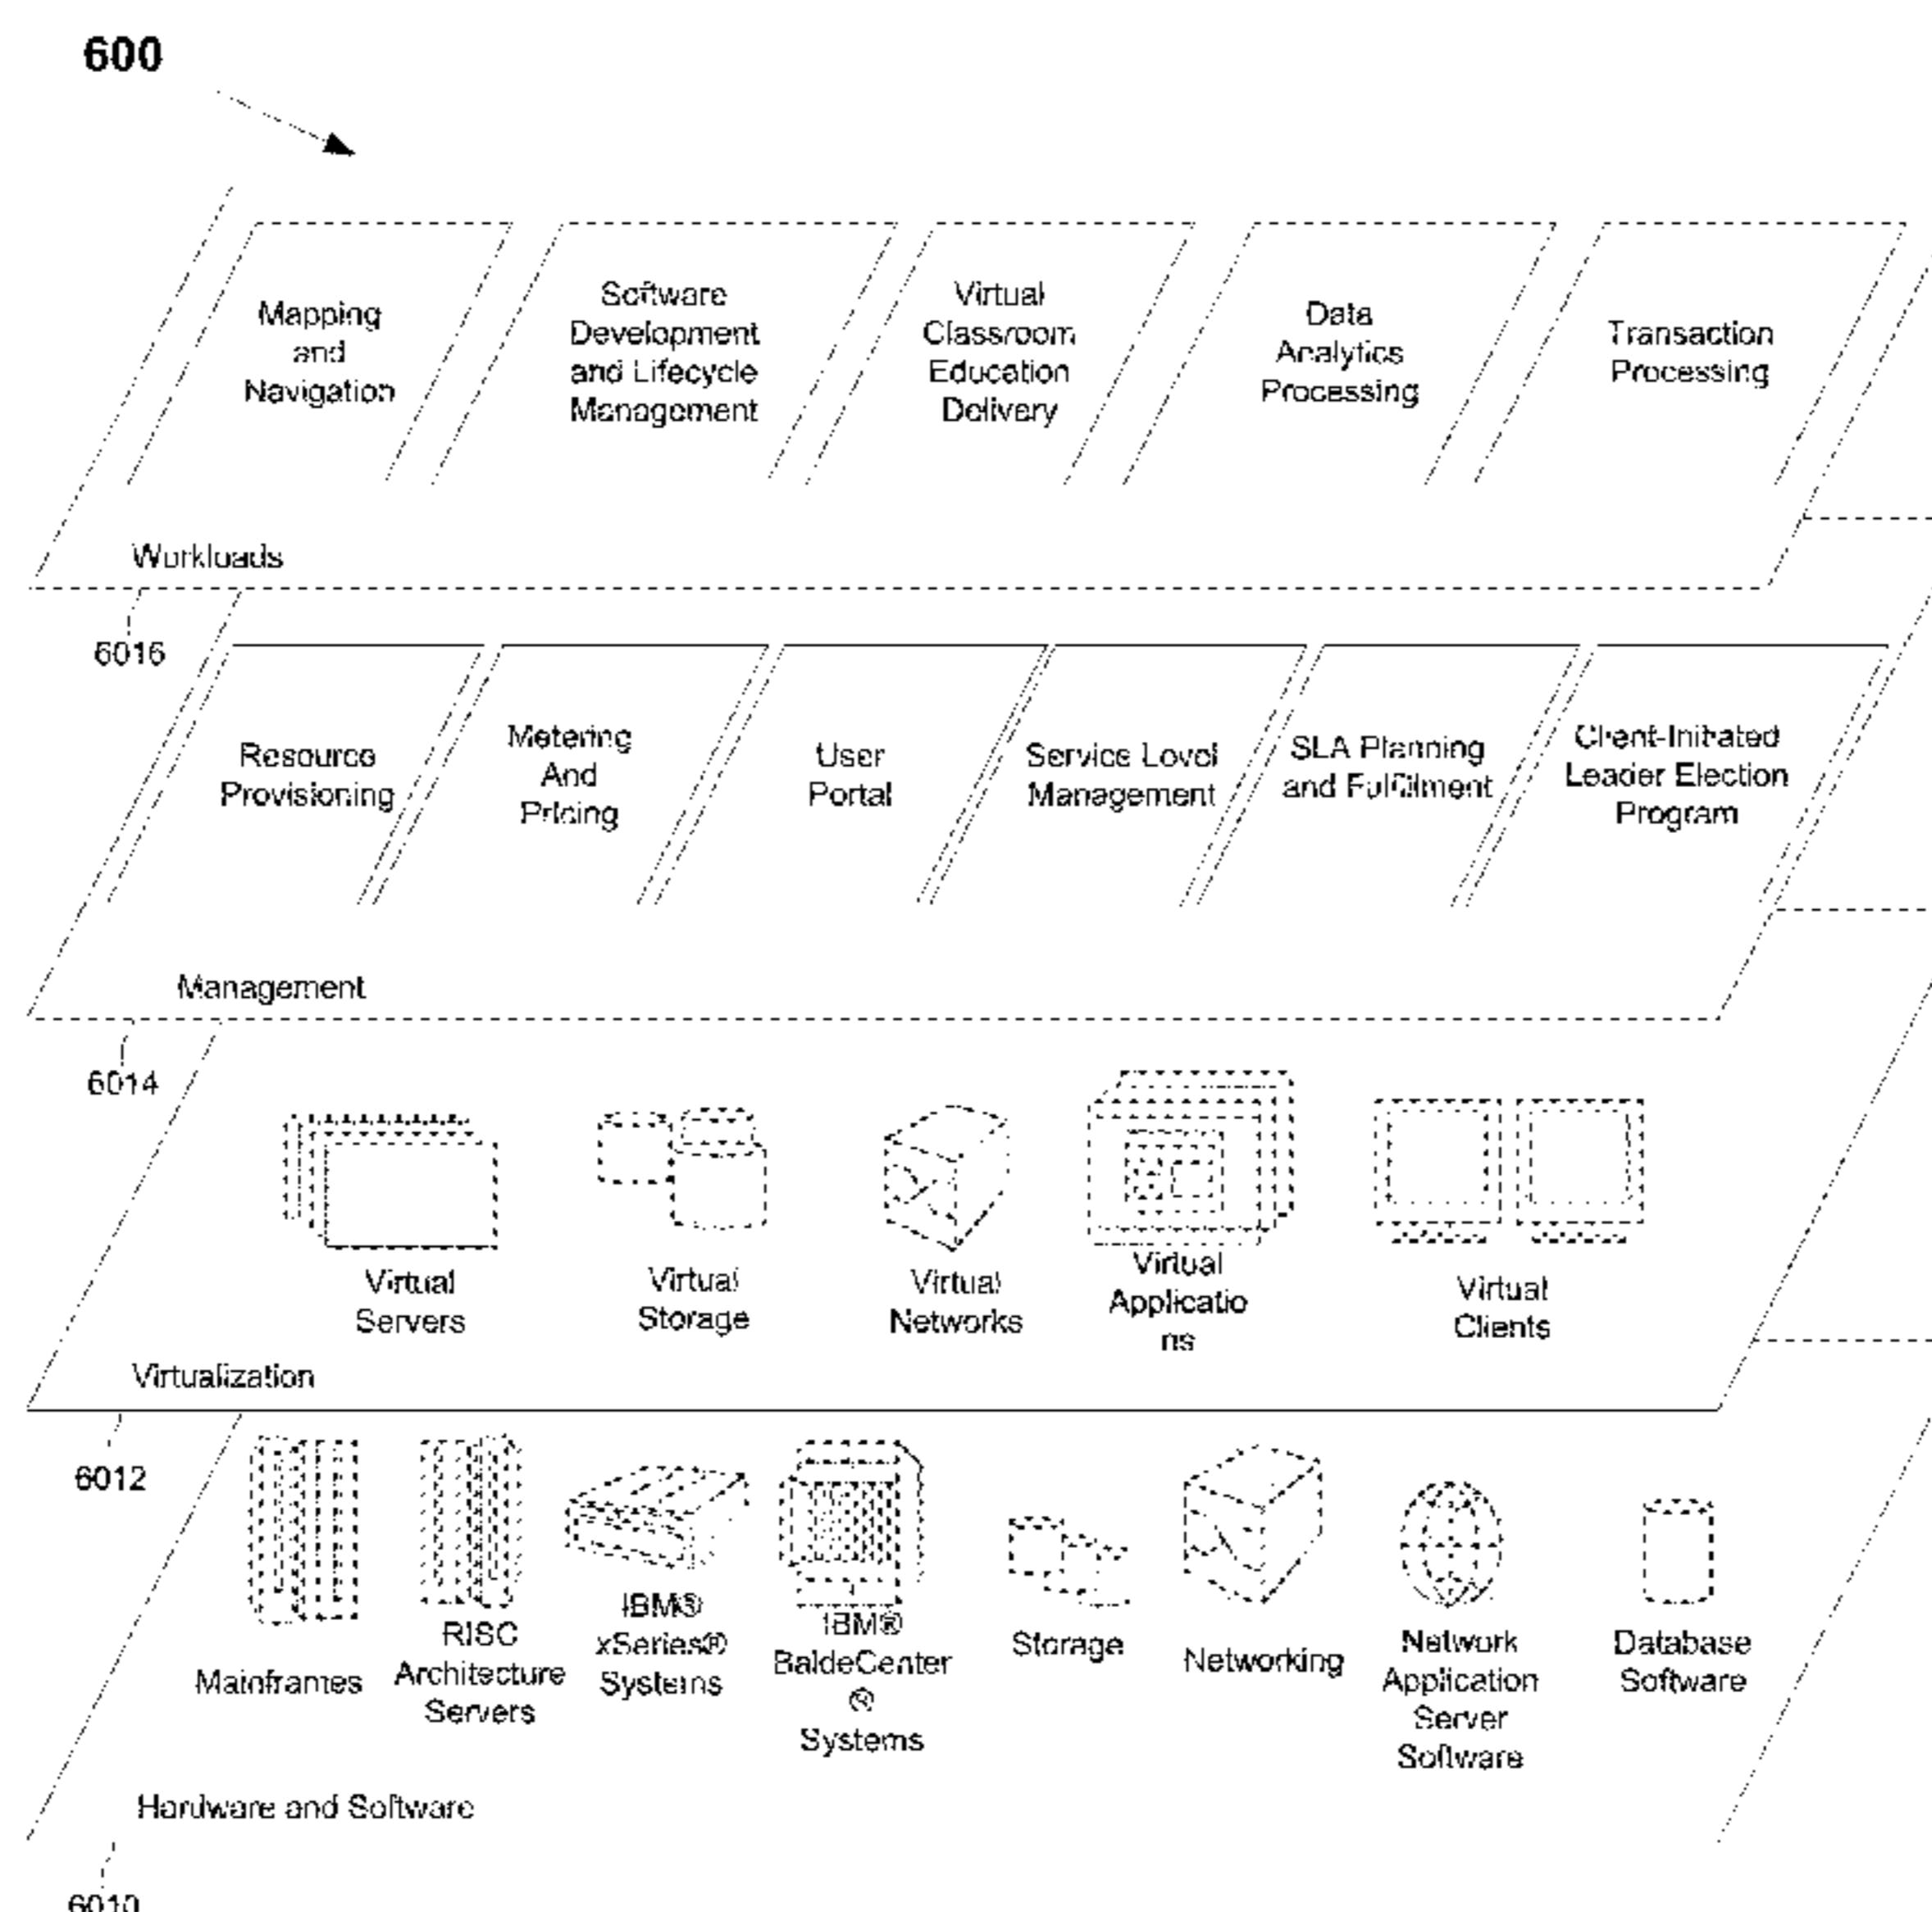 600
Mapping
and
Navigation
Software
Development
and Lifecycle
Management
Virtual
Classroom
Education
Delivery
Data
Analytics
Processing
Transaction
Processing
Workloads
6016
Resource
Provisioning
Metering
And
Pricing
User
Portal
Service Level
Management
SLA Planning
and Fulfillment
Client-Initiated
Leader Election
Program
Management
6014
Virtual
Servers
Virtual
Storage
Virtual
Networks
Virtual
Applicatio
ns
Virtual
Clients
Virtualization
6012
Mainframes
RISC
Architecture
Servers
IBM®
xSeries®
Systems
IBM®
BaldeCenter
®
Systems
Storage
Networking
Network
Application
Server
Software
Database
Software
Hardware and Software
6010